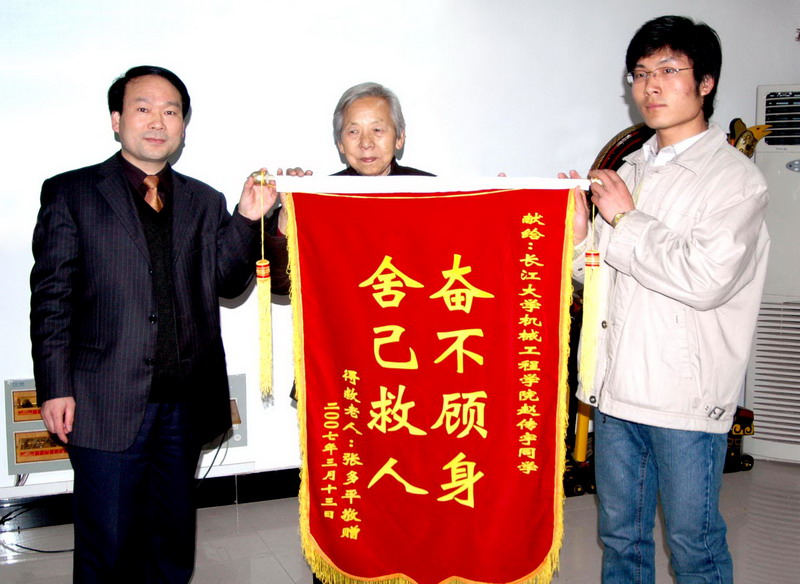 献给：长江大学机械工程学院赵传宇同学
奋不顾身
舍己救人
得救老人：张多平敬赠
二〇〇七年三月十三日